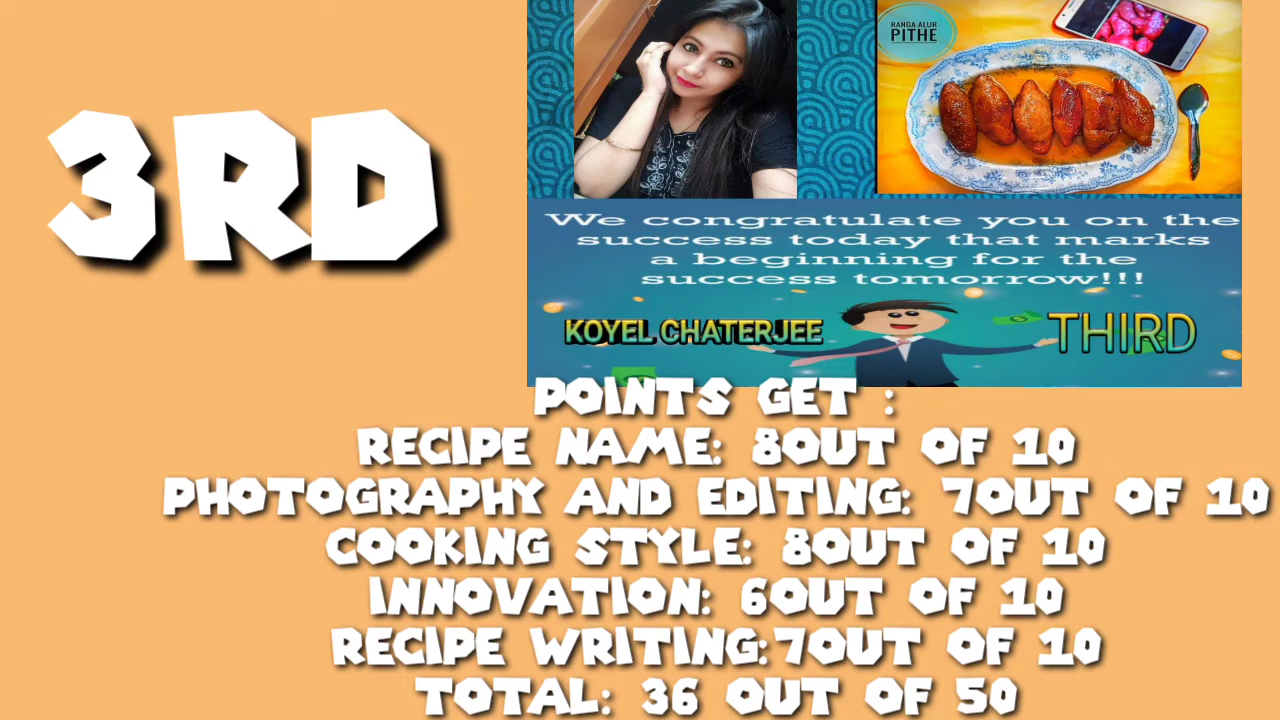 3RD
RANGA ALUR
PITHE
We congratulate you on the
success today that marks
a beginning for the
success tomorrow!!!
KOYEL CHATERJEE
THIRD
POINTS GET :
RECIPE NAME: 8OUT OF 10
PHOTOGRAPHY AND EDITING: 7OUT OF 10
COOKING STYLE: 8OUT OF 10
INNOVATION: 6OUT OF 10
RECIPE WRITING:7OUT OF 10
TOTAL: 36 OUT OF 50